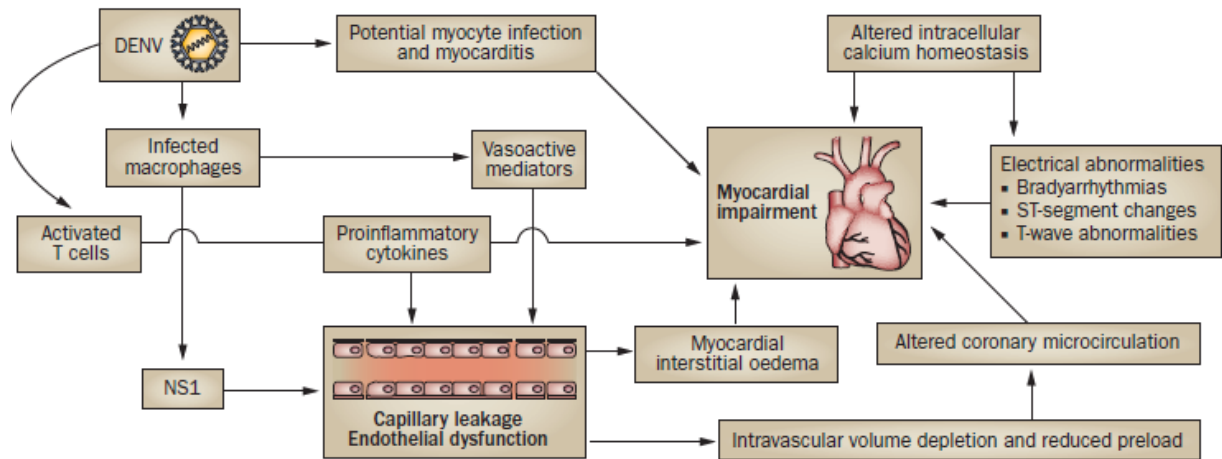 DENV
Potential myocyte infection
and myocarditis
Altered intracellular
calcium homeostasis
Infected
macrophages
Vasoactive
mediators
Myocardial
impairment
Electrical abnormalities
▪ Bradyarrhythmias
▪ ST-segment changes
▪ T-wave abnormalities
Activated
T cells
Proinflammatory
cytokines
Myocardial
interstitial oedema
Altered coronary microcirculation
NS1
Capillary leakage
Endothelial dysfunction
Intravascular volume depletion and reduced preload